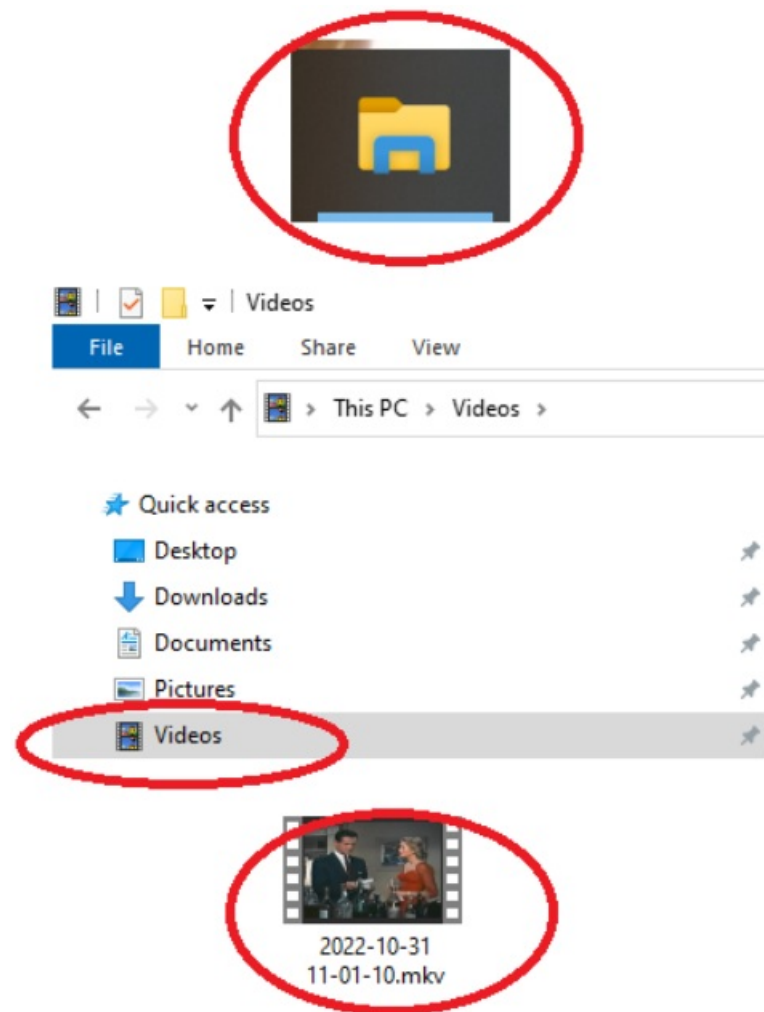 Videos
File Home Share View
This PC > Videos >
Quick access
Desktop
Downloads
Documents
Pictures
Videos
2022-10-31
11-01-10.mkv